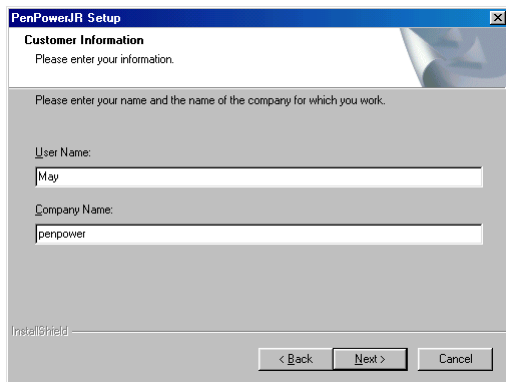 PenPowerJR Setup
Customer Information
Please enter your information.
Please enter your name and the name of the company for which you work.
User Name:
May
Company Name:
penpower
InstallShield
< Back
Next >
Cancel